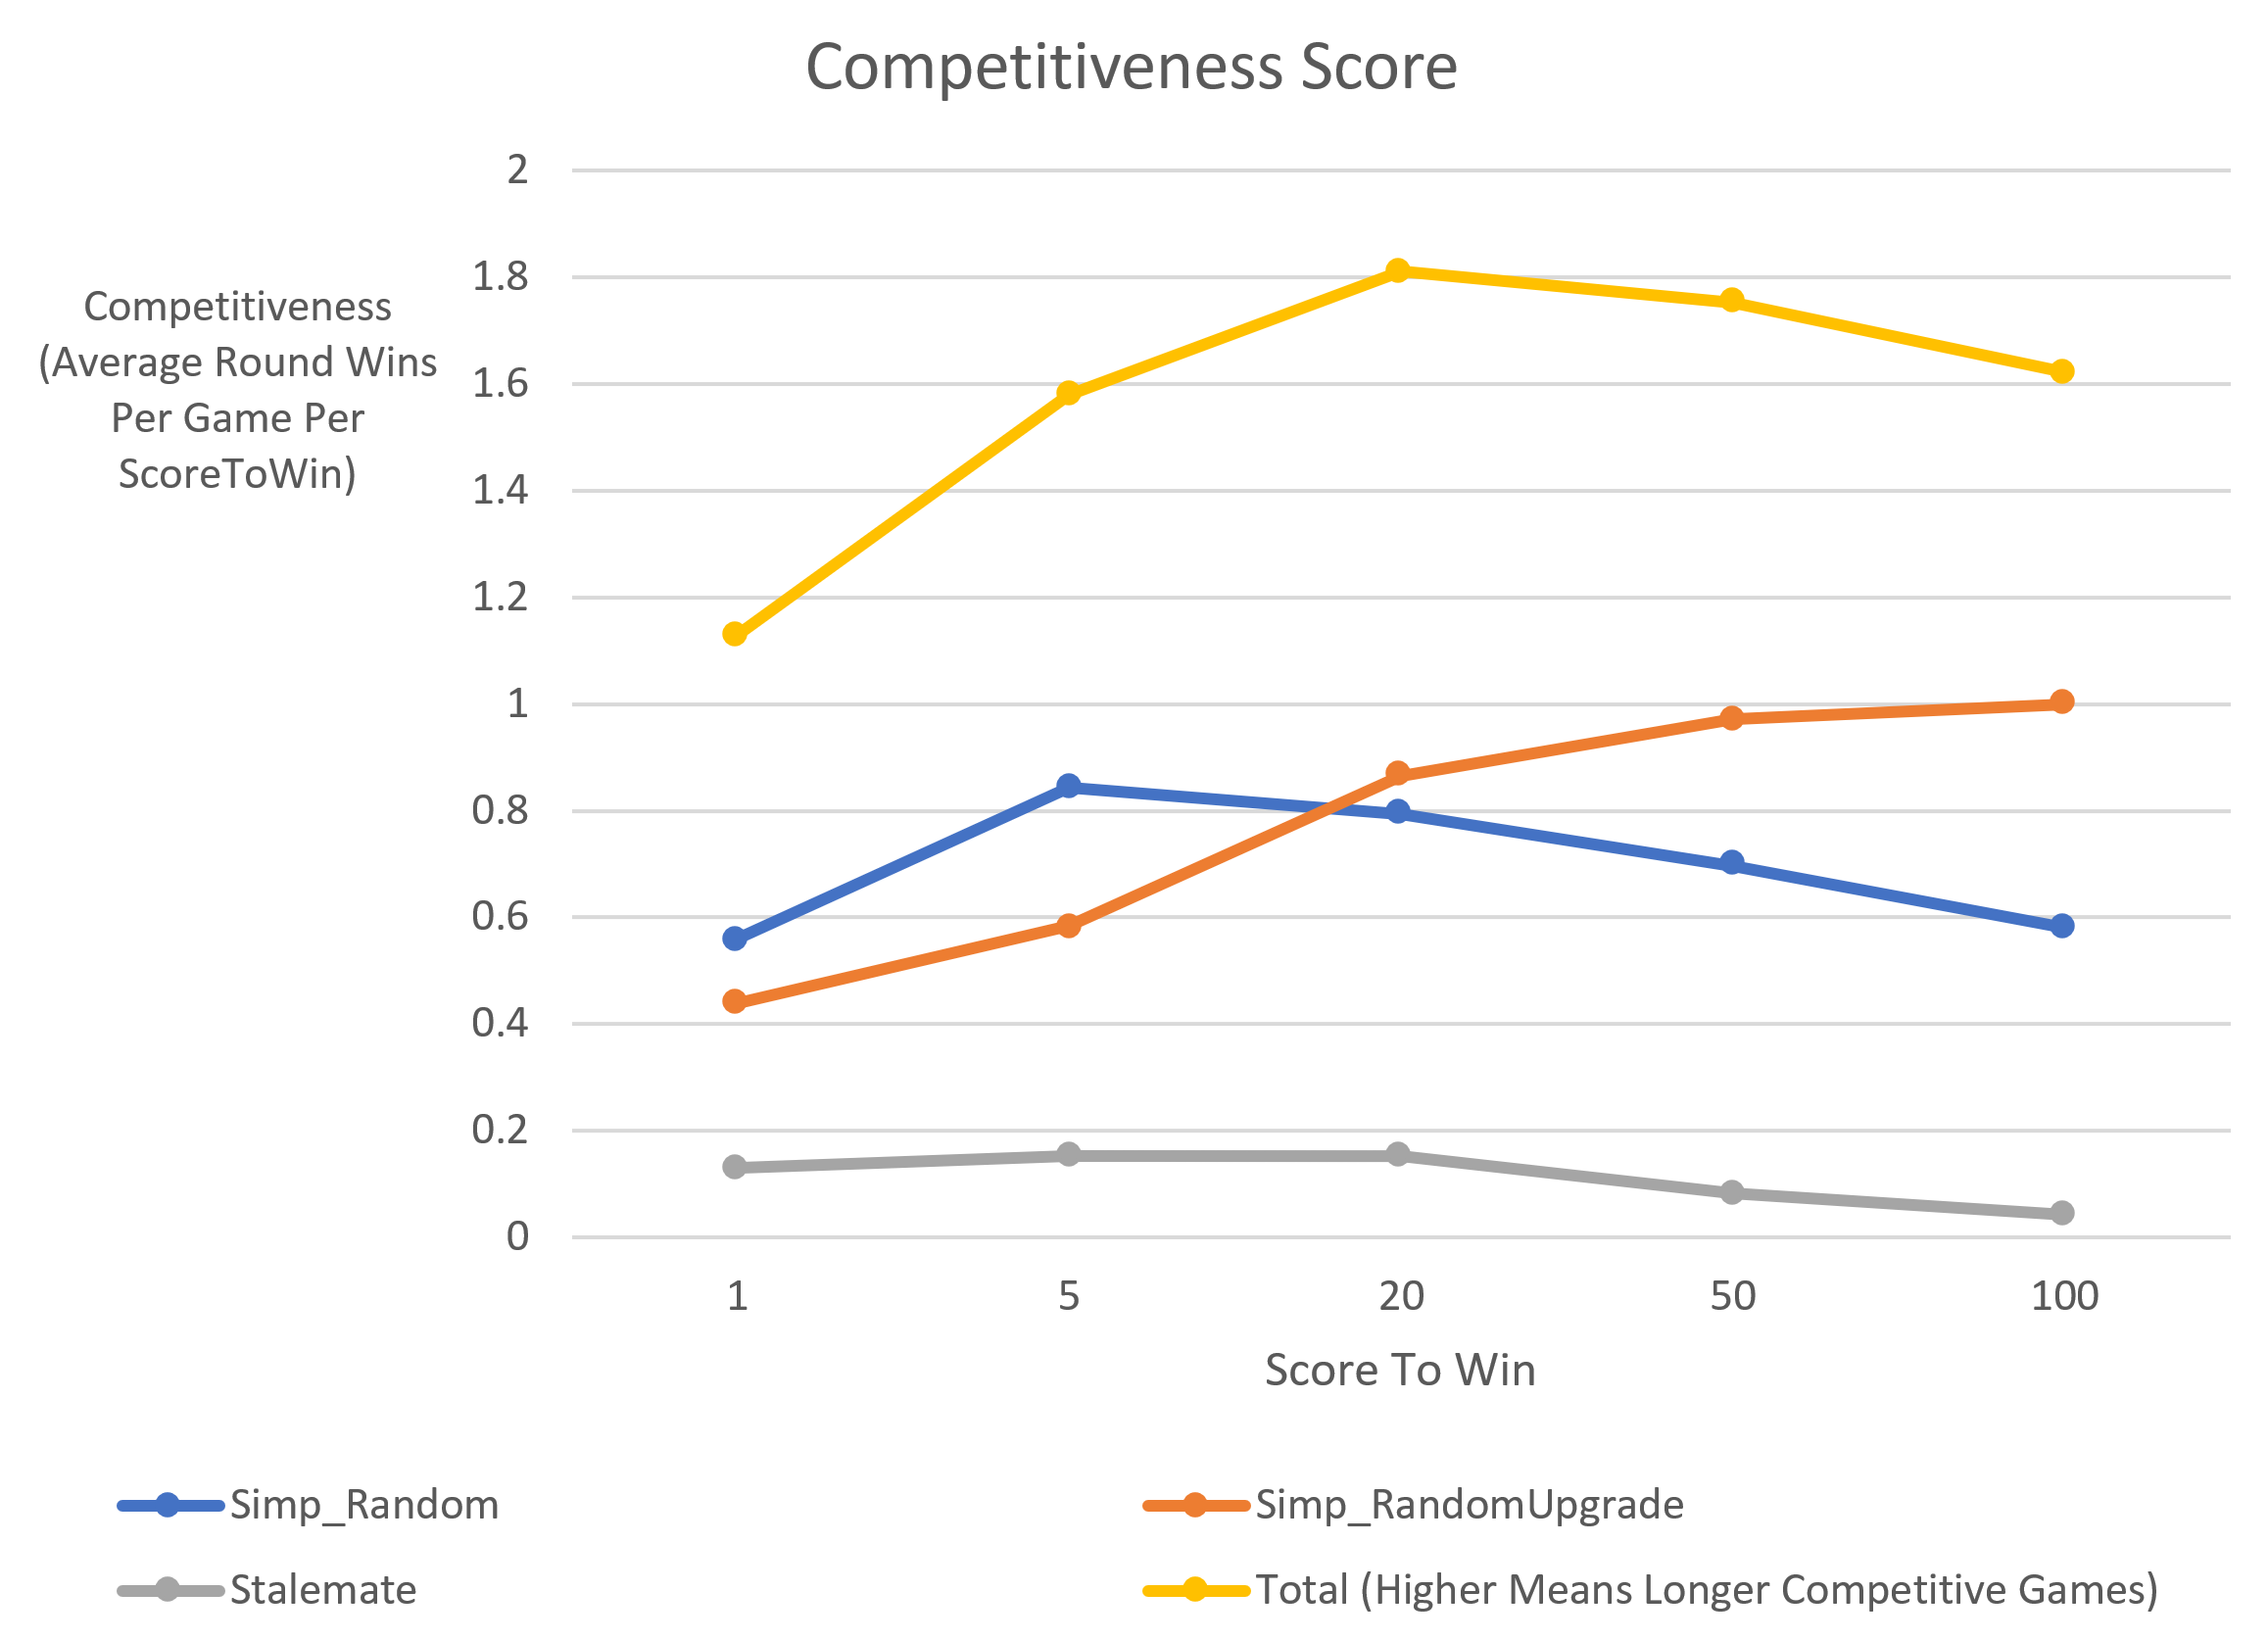 Competitiveness Score
Competitiveness
(Average Round Wins
Per Game Per
ScoreToWin)
2
1.8
1.6
1.4
1.2
1
0.8
0.6
0.4
0.2
0
1 5 20 50 100
Score To Win
Simp_Random Simp_RandomUpgrade
Stalemate Total (Higher Means Longer Competitive Games)